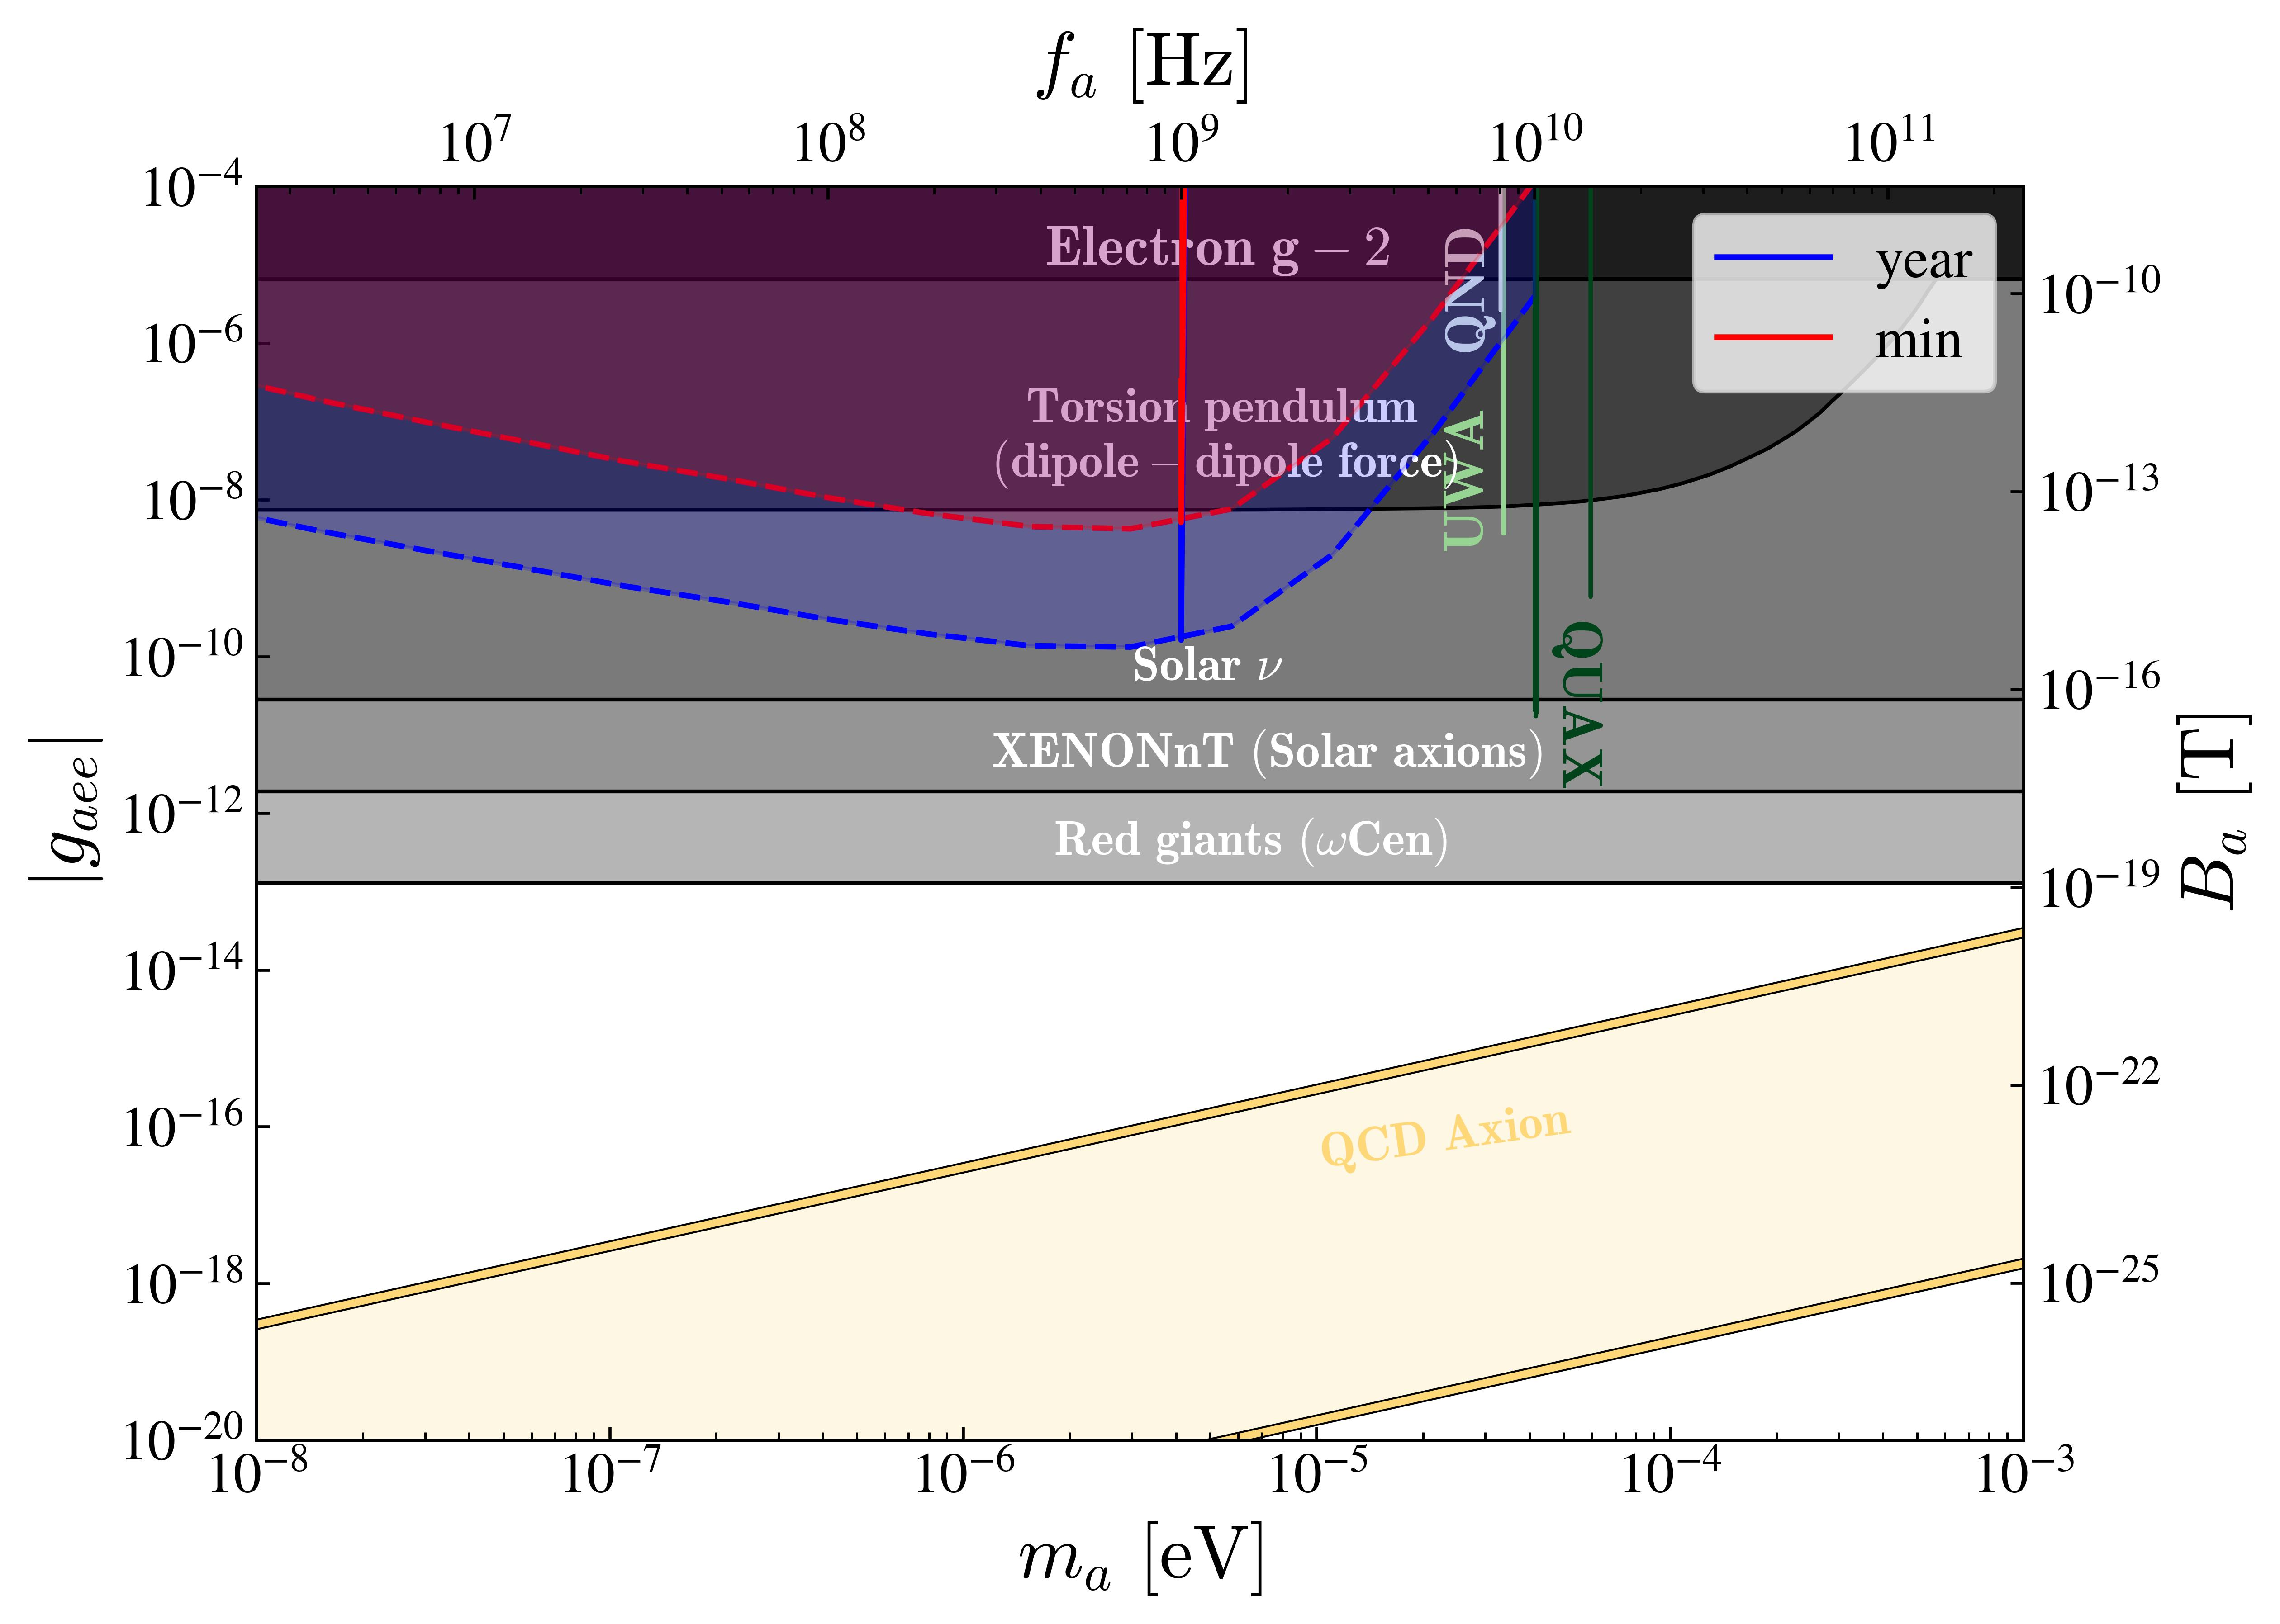 f_a [Hz]
10^7 10^8 10^9 10^10 10^11
10^−4
10^−6
10^−8
10^−10
10^−12
10^−14
10^−16
10^−18
10^−20
|g_aee|
Electron g − 2
Torsion pendulum
(dipole − dipole force)
QND
UWA
QUAX
Solar ν
XENONnT (Solar axions)
Red giants (ωCen)
QCD Axion
year
min
10^−10
10^−13
10^−16
10^−19
10^−22
10^−25
B_a [T]
10^−8 10^−7 10^−6 10^−5 10^−4 10^−3
m_a [eV]